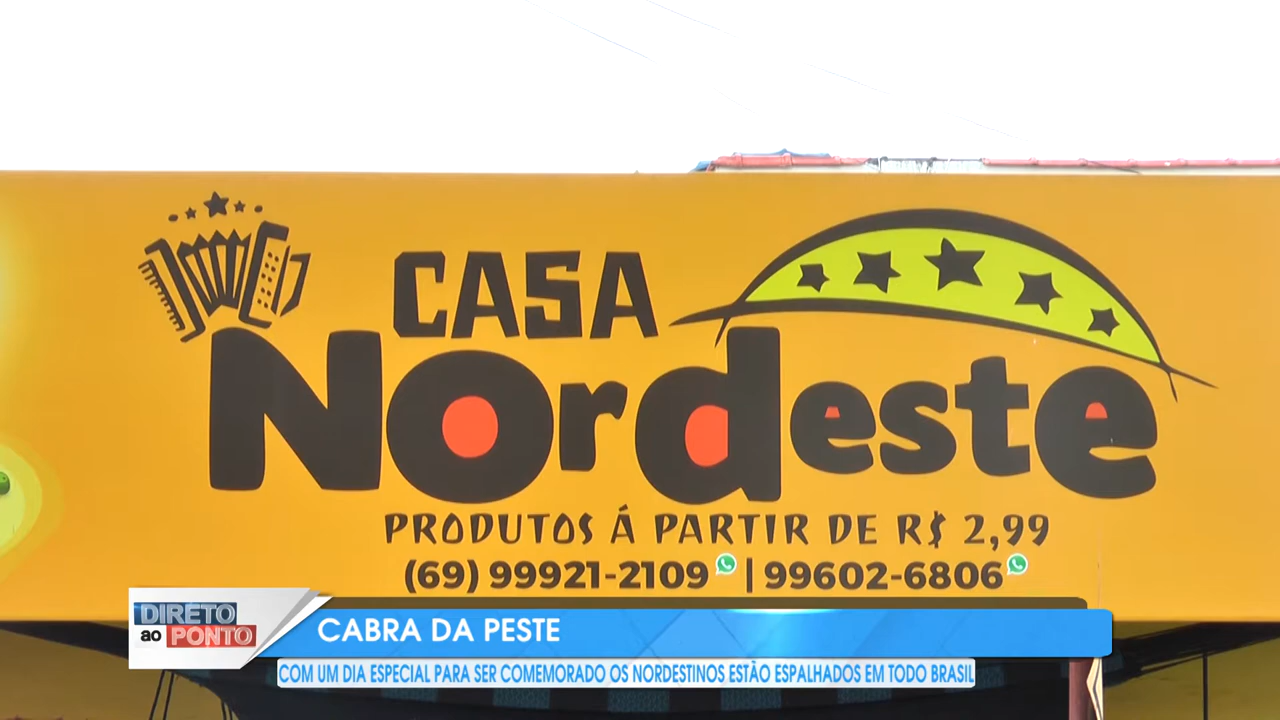 CASA
Nordeste
PRODUTOS Á PARTIR DE R$ 2,99
(69) 99921-2109 | 99602-6806
DIRETO
ao PONTO
CABRA DA PESTE
COM UM DIA ESPECIAL PARA SER COMEMORADO OS NORDESTINOS ESTÃO ESPALHADOS EM TODO BRASIL